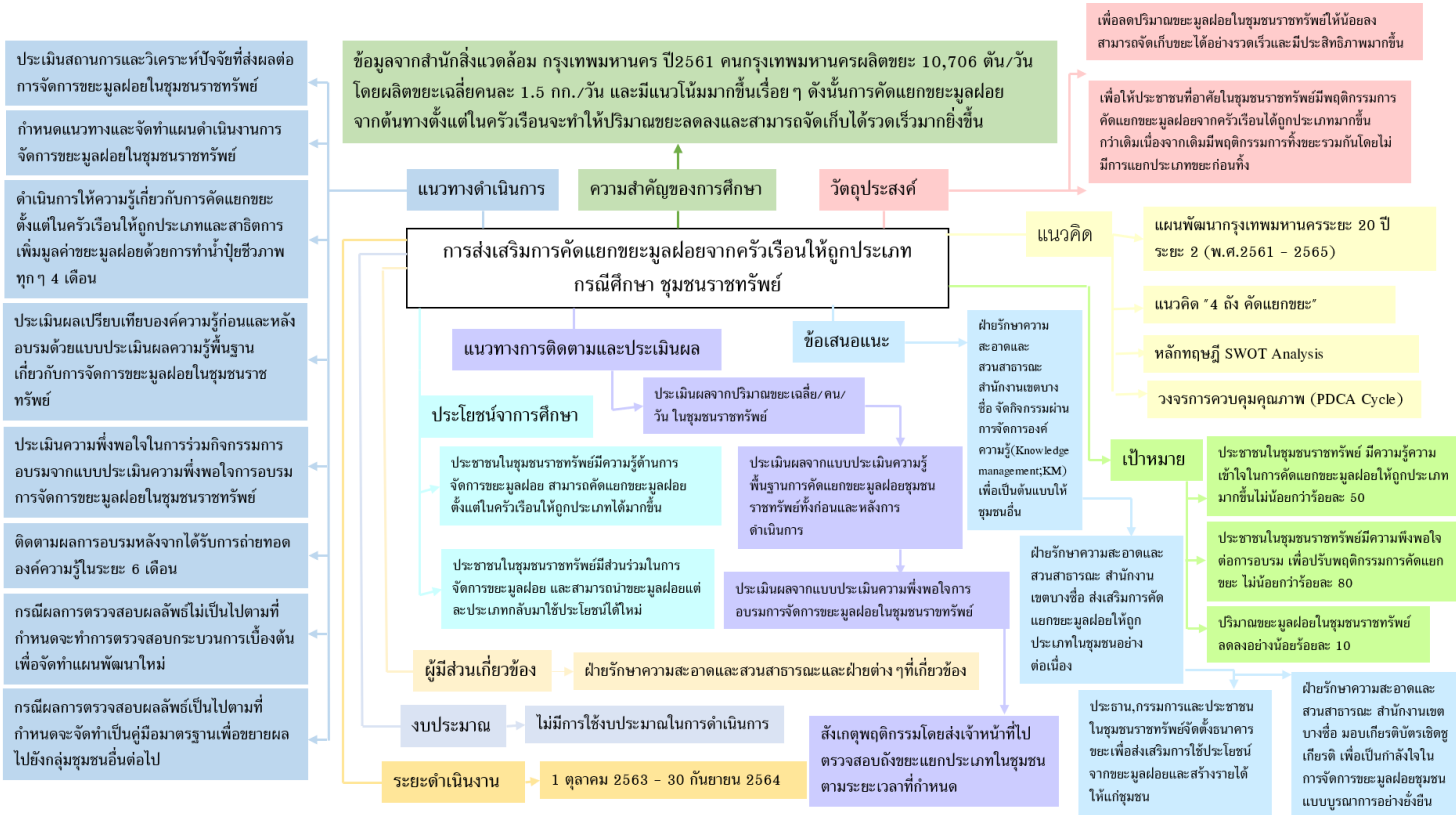 ข้อมูลจากสำนักสิ่งแวดล้อม กรุงเทพมหานคร ปี2561 คนกรุงเทพมหานครผลิตขยะ 10,706 ตัน/วัน
โดยผลิตขยะเฉลี่ยคนละ 1.5 กก./วัน และมีแนวโน้มมากขึ้นเรื่อย ๆ ดังนั้นการคัดแยกขยะมูลฝอย
จากต้นทางตั้งแต่ในครัวเรือนจะทำให้ปริมาณขยะลดลงและสามารถจัดเก็บได้รวดเร็วมากยิ่งขึ้น
ความสำคัญของการศึกษา
การส่งเสริมการคัดแยกขยะมูลฝอยจากครัวเรือนให้ถูกประเภท
กรณีศึกษา ชุมชนราชทรัพย์
แนวทางดำเนินการ
ประเมินสถานการและวิเคราะห์ปัจจัยที่ส่งผลต่อ
การจัดการขยะมูลฝอยในชุมชนราชทรัพย์
กำหนดแนวทางและจัดทำแผนดำเนินงานการ
จัดการขยะมูลฝอยในชุมชนราชทรัพย์
ดำเนินการให้ความรู้เกี่ยวกับการคัดแยกขยะ
ตั้งแต่ในครัวเรือนให้ถูกประเภทและสาธิตการ
เพิ่มมูลค่าขยะมูลฝอยด้วยการทำน้ำปุ๋ยชีวภาพ
ทุก ๆ 4 เดือน
ประเมินผลเปรียบเทียบองค์ความรู้ก่อนและหลัง
อบรมด้วยแบบประเมินผลความรู้พื้นฐาน
เกี่ยวกับการจัดการขยะมูลฝอยในชุมชนราช
ทรัพย์
ประเมินความพึ่งพอใจในการร่วมกิจกรรมการ
อบรมจากแบบประเมินความพึ่งพอใจการอบรม
การจัดการขยะมูลฝอยในชุมชนราชทรัพย์
ติดตามผลการอบรมหลังจากได้รับการถ่ายทอด
องค์ความรู้ในระยะ 6 เดือน
กรณีผลการตรวจสอบผลลัพธ์ไม่เป็นไปตามที่
กำหนดจะทำการตรวจสอบกระบวนการเบื้องต้น
เพื่อจัดทำแผนพัฒนาใหม่
กรณีผลการตรวจสอบผลลัพธ์เป็นไปตามที่
กำหนดจะจัดทำเป็นคู่มือมาตรฐานเพื่อขยายผล
ไปยังกลุ่มชุมชนอื่นต่อไป
วัตถุประสงค์
เพื่อลดปริมาณขยะมูลฝอยในชุมชนราชทรัพย์ให้น้อยลง
สามารถจัดเก็บขยะได้อย่างรวดเร็วและมีประสิทธิภาพมากขึ้น
เพื่อให้ประชาชนที่อาศัยในชุมชนราชทรัพย์มีพฤติกรรมการ
คัดแยกขยะมูลฝอยจากครัวเรือนได้ถูกประเภทมากขึ้น
กว่าเดิมเนื่องจากเดิมมีพฤติกรรมการทิ้งขยะรวมกันโดยไม่
มีการแยกประเภทขยะก่อนทิ้ง
แนวคิด
แผนพัฒนากรุงเทพมหานครระยะ 20 ปี
ระยะ 2 (พ.ศ.2561 - 2565)
แนวคิด "4 ถัง คัดแยกขยะ"
หลักทฤษฎี SWOT Analysis
วงจรการควบคุมคุณภาพ (PDCA Cycle)
แนวทางการติดตามและประเมินผล
ประเมินผลจากปริมาณขยะเฉลี่ย/คน/
วัน ในชุมชนราชทรัพย์
ประเมินผลจากแบบประเมินความรู้
พื้นฐานการคัดแยกขยะมูลฝอยชุมชน
ราชทรัพย์ทั้งก่อนและหลังการ
ดำเนินการ
ประเมินผลจากแบบประเมินความพึงพอใจการ
อบรมการจัดการขยะมูลฝอยในชุมชนราขทรัพย์
สังเกตุพฤติกรรมโดยส่งเจ้าหน้าที่ไป
ตรวจสอบถังขยะแยกประเภทในชุมชน
ตามระยะเวลาที่กำหนด
ข้อเสนอแนะ
ฝ่ายรักษาความ
สะอาดและ
สวนสาธารณะ
สำนักงานเขตบาง
ซื่อ จัดกิจกรรมผ่าน
การจัดการองค์
ความรู้(Knowledge
management;KM)
เพื่อเป็นต้นแบบให้
ชุมชนอื่น
ฝ่ายรักษาความสะอาดและ
สวนสาธารณะ สำนักงาน
เขตบางซื่อ ส่งเสริมการคัด
แยกขยะมูลฝอยให้ถูก
ประเภทในชุมชนอย่าง
ต่อเนื่อง
ประธาน,กรรมการและประชาชน
ในชุมชนราชทรัพย์จัดตั้งธนาคาร
ขยะเพื่อส่งเสริมการใช้ประโยชน์
จากขยะมูลฝอยและสร้างรายได้
ให้แก่ชุมชน
ฝ่ายรักษาความสะอาดและ
สวนสาธารณะ สำนักงานเขต
บางซื่อ มอบเกียรติบัตรเชิดชู
เกียรติ เพื่อเป็นกำลังใจใน
การจัดการขยะมูลฝอยชุมชน
แบบบูรณาการอย่างยั่งยืน
เป้าหมาย
ประชาชนในชุมชนราชทรัพย์ มีความรู้ความ
เข้าใจในการคัดแยกขยะมูลฝอยให้ถูกประเภท
มากขึ้นไม่น้อยกว่าร้อยละ 50
ประชาชนในชุมชนราชทรัพย์มีความพึงพอใจ
ต่อการอบรม เพื่อปรับพฤติกรรมการคัดแยก
ขยะ ไม่น้อยกว่าร้อยละ 80
ปริมาณขยะมูลฝอยในชุมชนราชทรัพย์
ลดลงอย่างน้อยร้อยละ 10
ประโยชน์จาการศึกษา
ประชาชนในชุมชนราชทรัพย์มีความรู้ด้านการ
จัดการขยะมูลฝอย สามารถคัดแยกขยะมูลฝอย
ตั้งแต่ในครัวเรือนให้ถูกประเภทได้มากขึ้น
ประชาชนในชุมชนราชทรัพย์มีส่วนร่วมในการ
จัดการขยะมูลฝอย และสามารถนำขยะมูลฝอยแต่
ละประเภทกลับมาใช้ประโยชน์ได้ใหม่
ผู้มีส่วนเกี่ยวข้อง
ฝ่ายรักษาความสะอาดและสวนสาธารณะและฝ่ายต่าง ๆที่เกี่ยวข้อง
งบประมาณ
ไม่มีการใช้งบประมาณในการดำเนินการ
ระยะดำเนินงาน
1 ตุลาคม 2563 - 30 กันยายน 2564